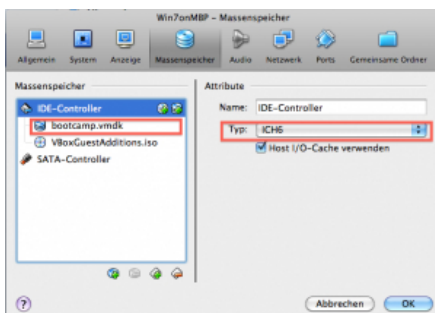 Win7onMBP – Massenspeicher
Allgemein System Anzeige Massenspeicher Audio Netzwerk Ports Gemeinsame Ordner
Massenspeicher
IDE-Controller
bootcamp.vmdk
VBoxGuestAdditions.iso
SATA-Controller
Attribute
Name: IDE-Controller
Typ: ICH6
Host I/O-Cache verwenden
?
Abbrechen OK